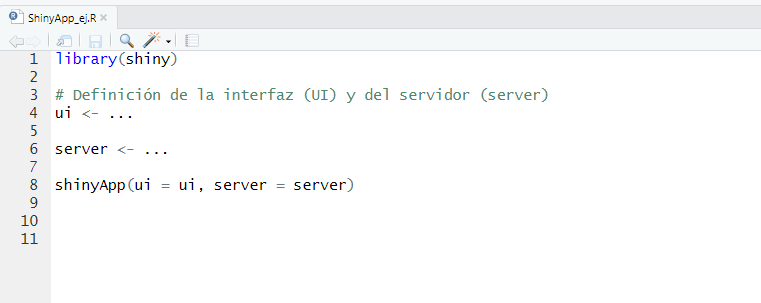 ShinyApp_ej.R
1 library(shiny)
2
3 # Definición de la interfaz (UI) y del servidor (server)
4 ui <- ...
5
6 server <- ...
7
8 shinyApp(ui = ui, server = server)
9
10
11